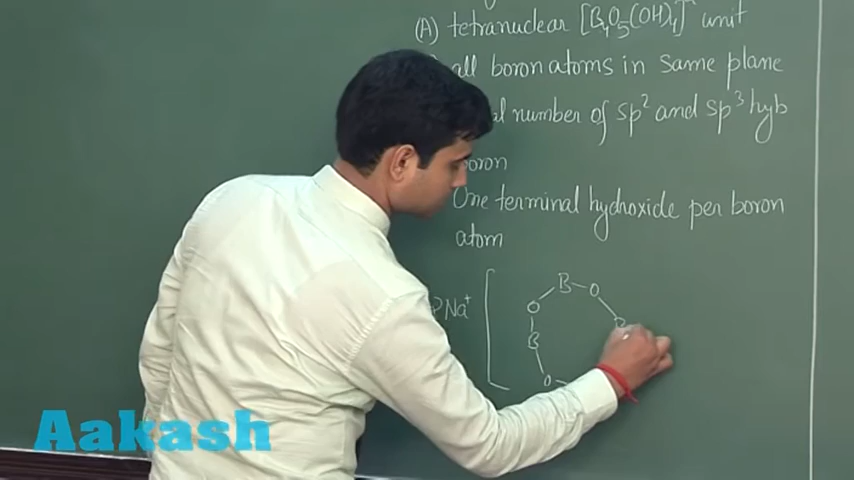 (A) tetranuclear [B4O5(OH)4] unit
all boron atoms in same plane
al number of sp² and sp³ hyb
boron
One terminal hydroxide per boron
atom
Na⁺ [ B O
O B
B
O
Aakash